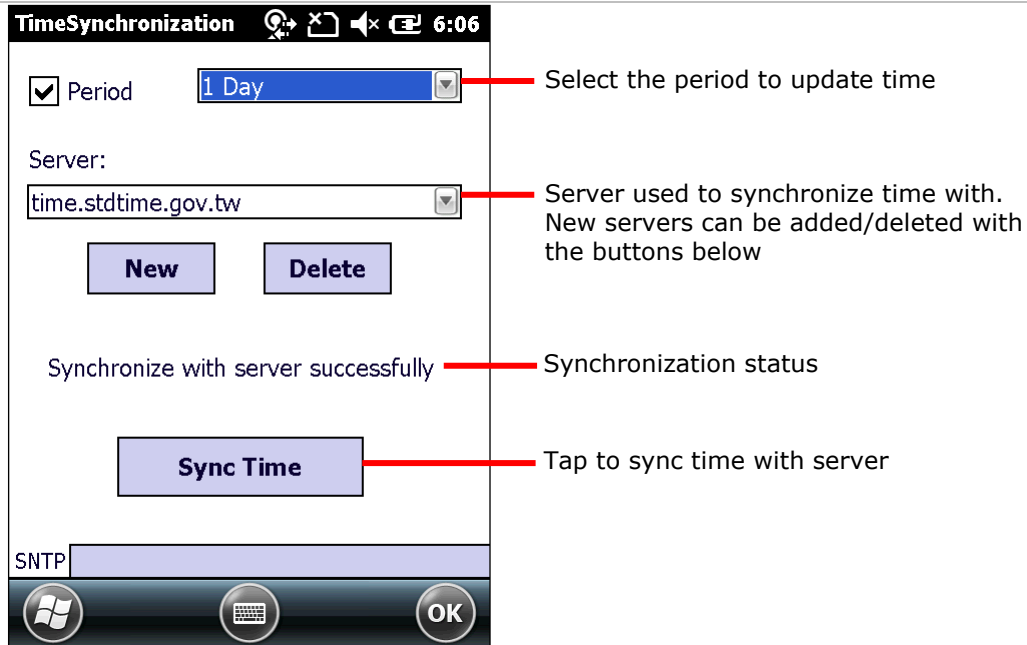 TimeSynchronization 6:06
Period 1 Day
Select the period to update time
Server:
time.stdtime.gov.tw
Server used to synchronize time with.
New servers can be added/deleted with
the buttons below
New Delete
Synchronize with server successfully
Synchronization status
Sync Time
Tap to sync time with server
SNTP
OK